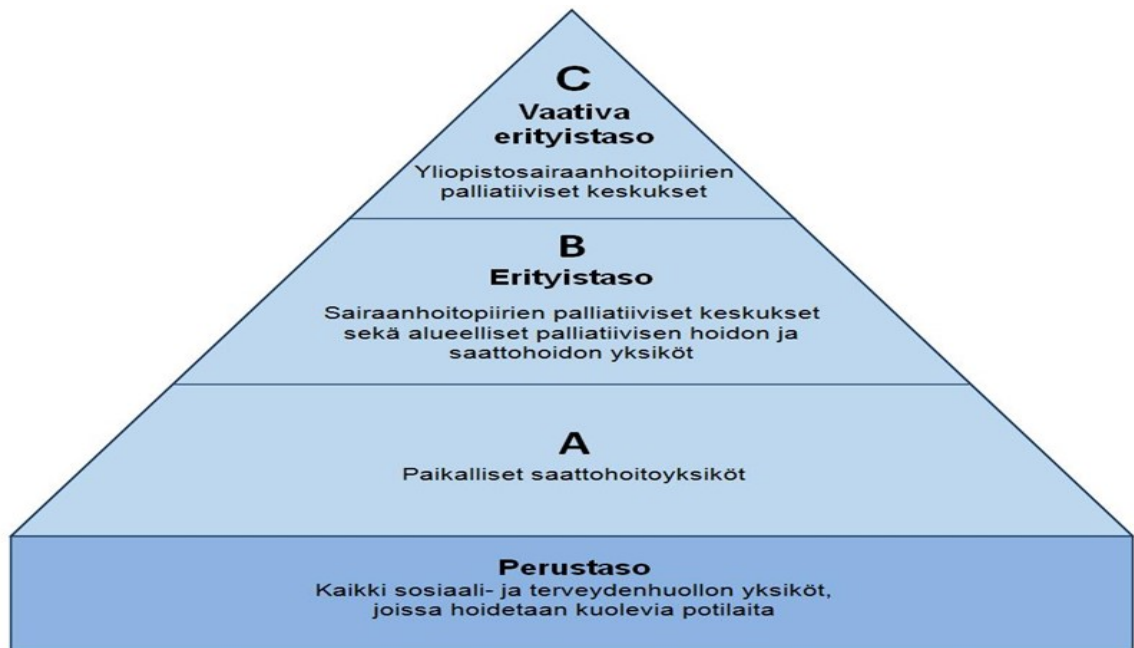 C
Vaativa
erityistaso
Yliopistosairaanhoitopiirien
palliatiiviset keskukset
B
Erityistaso
Sairaanhoitopiirien palliatiiviset keskukset
sekä alueelliset palliatiivisen hoidon ja
saattohoidon yksiköt
A
Paikalliset saattohoitoyksiköt
Perustaso
Kaikki sosiaali- ja terveydenhuollon yksiköt,
joissa hoidetaan kuolevia potilaita